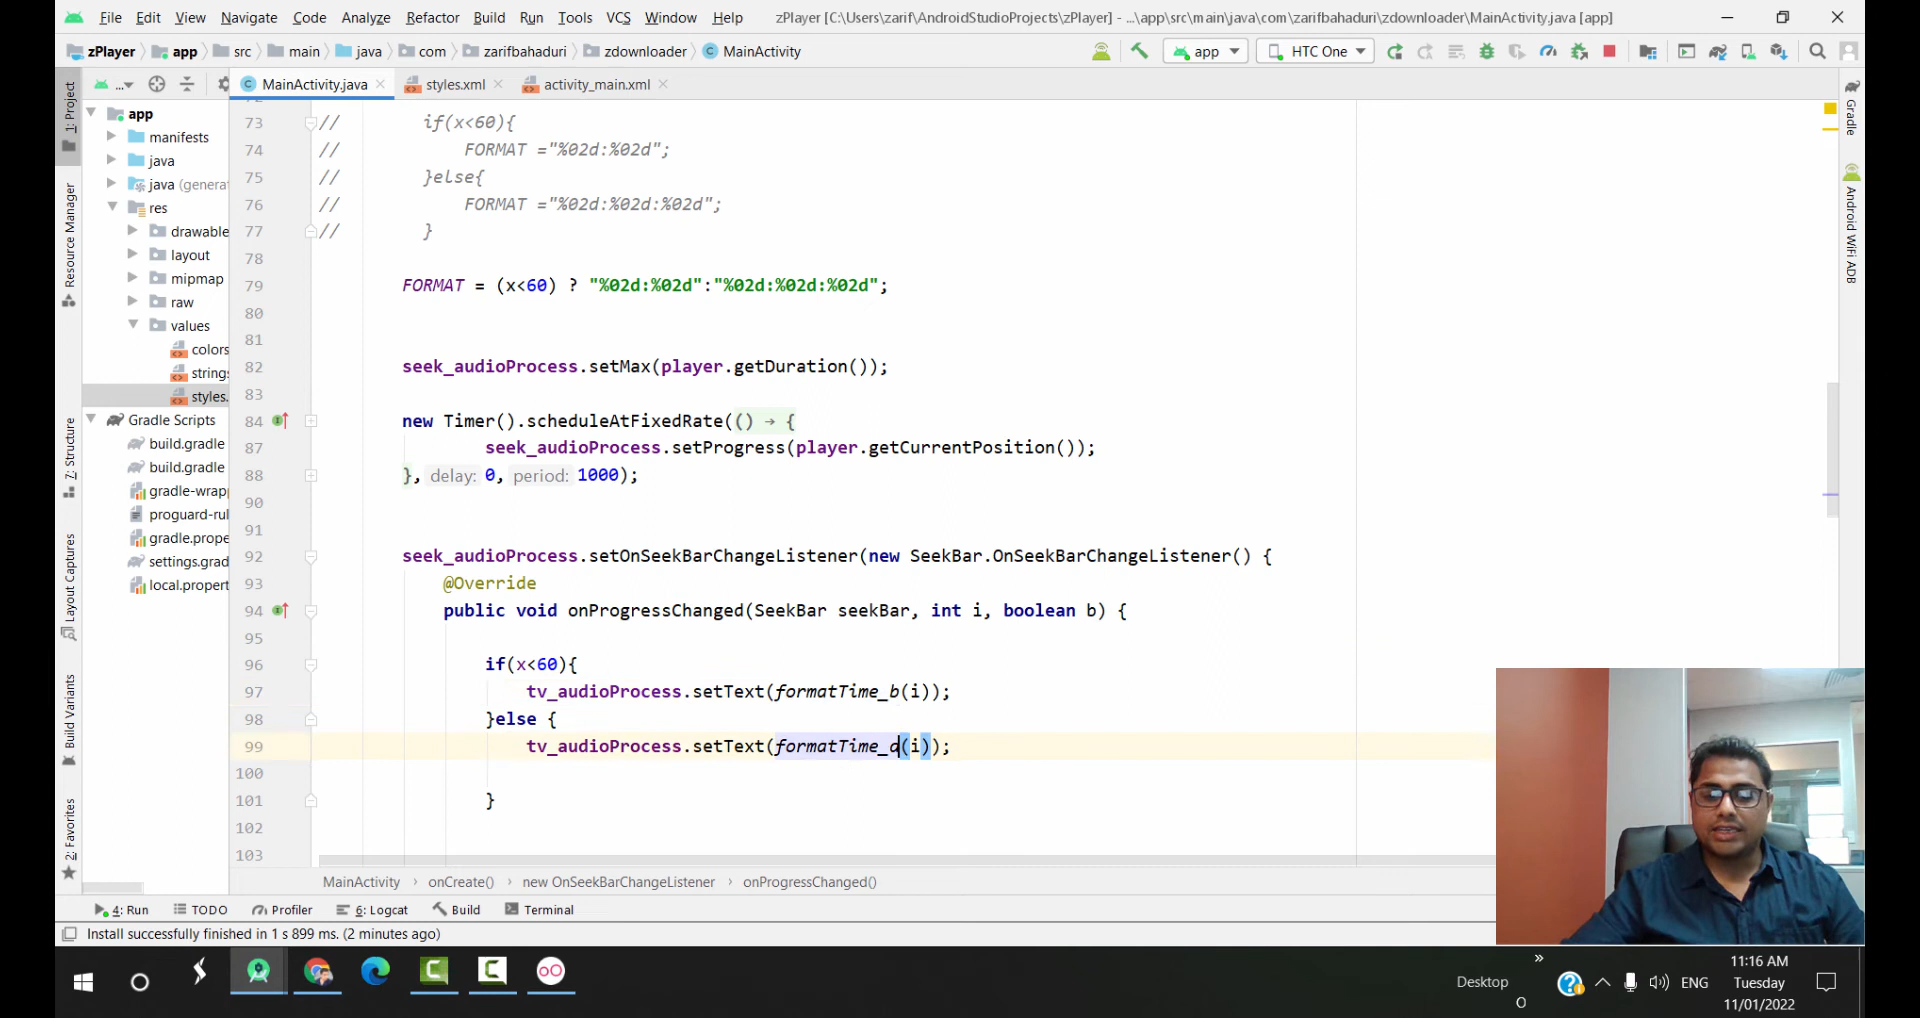 File Edit View Navigate Code Analyze Refactor Build Run Tools VCS Window Help zPlayer [C:\Users\zarif\AndroidStudioProjects\zPlayer] - ...\app\src\main\java\com\zarifbahaduri\zdownloader\MainActivity.java [app]
zPlayer app src main java com zarifbahaduri zdownloader MainActivity app HTC One
... MainActivity.java styles.xml activity_main.xml
1: Project
Resource Manager
7: Structure
Layout Captures
Build Variants
2: Favorites
app
manifests
java
java (genera
res
drawable
layout
mipmap
raw
values
colors
strings
styles.
Gradle Scripts
build.gradle
build.gradle
gradle-wrap
proguard-rul
gradle.prope
settings.grad
local.propert
73 // if(x<60){
74 // FORMAT ="%02d:%02d";
75 // }else{
76 // FORMAT ="%02d:%02d:%02d";
77 // }
78
79 FORMAT = (x<60) ? "%02d:%02d":"%02d:%02d:%02d";
80
81
82 seek_audioProcess.setMax(player.getDuration());
83
84 new Timer().scheduleAtFixedRate(() → {
87 seek_audioProcess.setProgress(player.getCurrentPosition());
88 }, delay: 0, period: 1000);
90
91
92 seek_audioProcess.setOnSeekBarChangeListener(new SeekBar.OnSeekBarChangeListener() {
93 @Override
94 public void onProgressChanged(SeekBar seekBar, int i, boolean b) {
95
96 if(x<60){
97 tv_audioProcess.setText(formatTime_b(i));
98 }else {
99 tv_audioProcess.setText(formatTime_a(i));
100
101 }
102
103
Gradle
Android WiFi ADB
MainActivity › onCreate() › new OnSeekBarChangeListener › onProgressChanged()
4: Run TODO Profiler 6: Logcat Build Terminal
Install successfully finished in 1 s 899 ms. (2 minutes ago)
Desktop » ENG
11:16 AM
Tuesday
11/01/2022